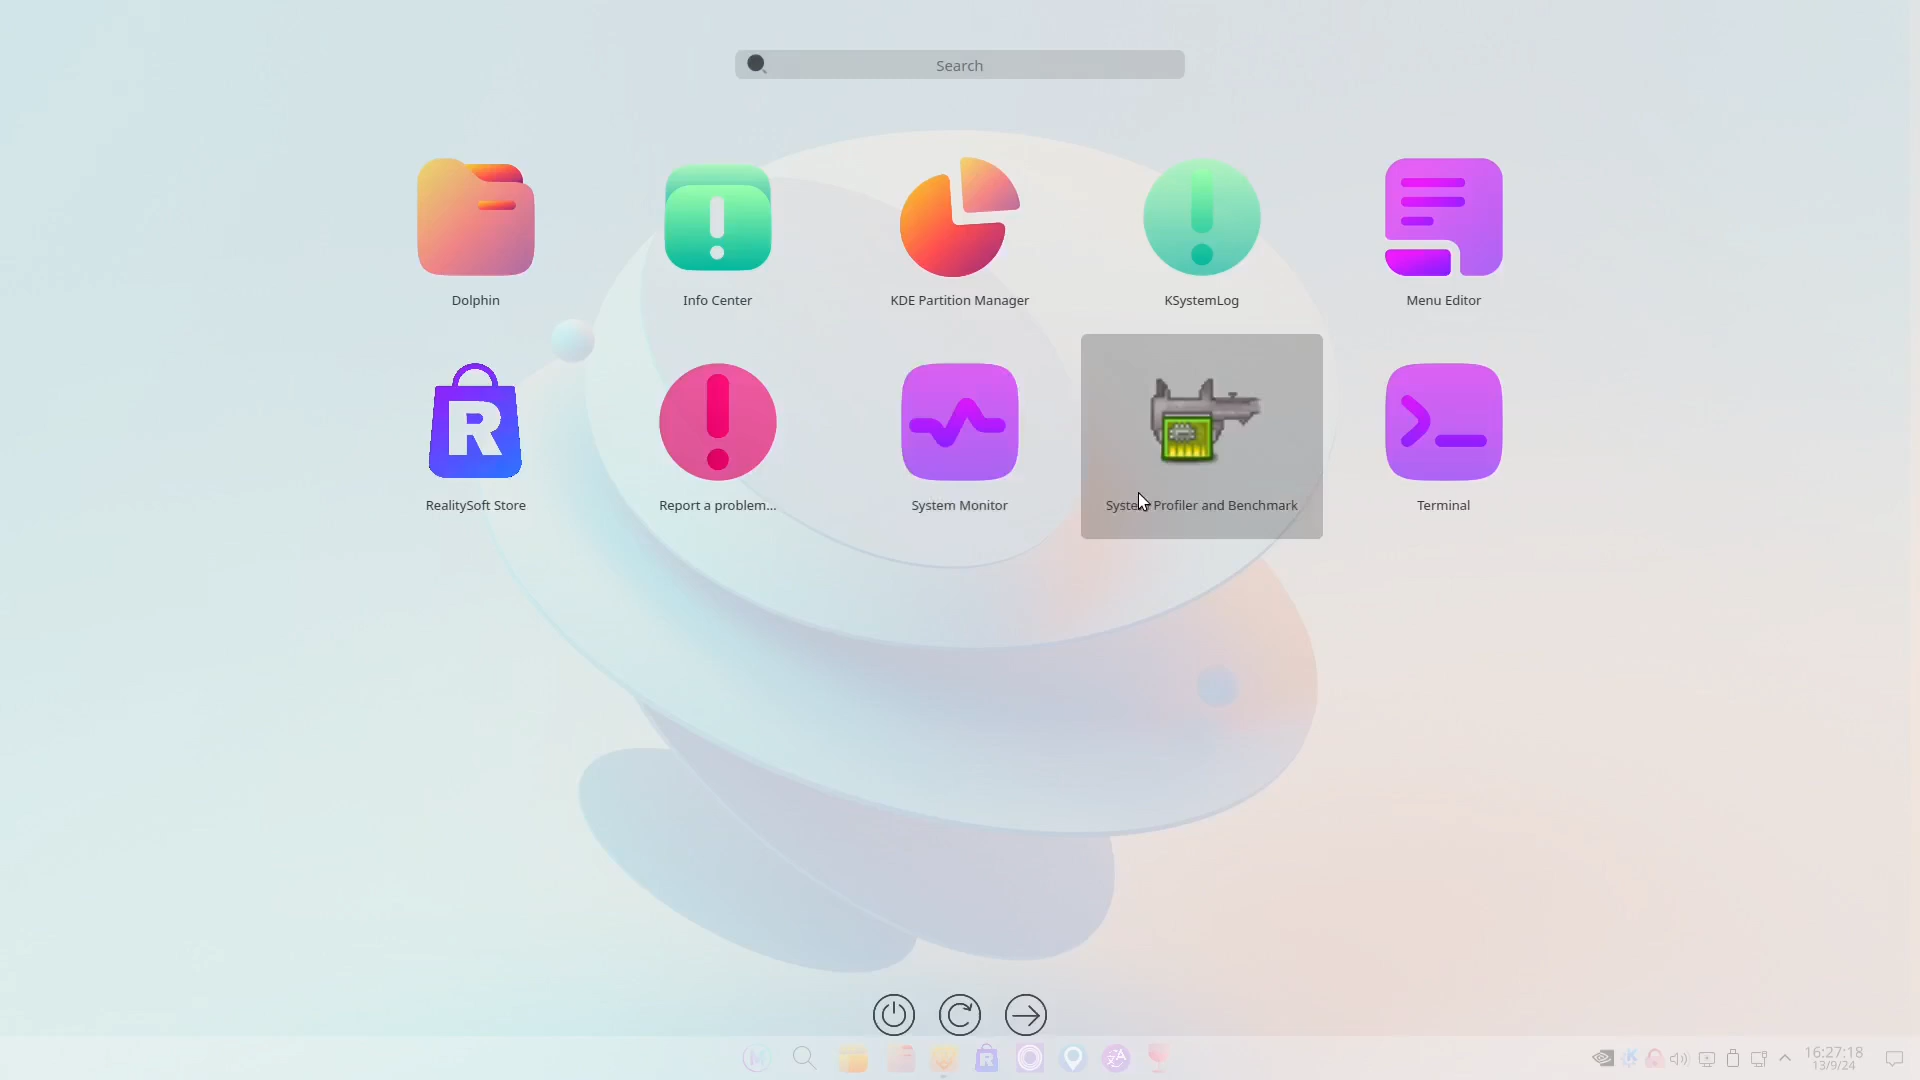 Search
Dolphin
Info Center
KDE Partition Manager
KSystemLog
Menu Editor
RealitySoft Store
Report a problem...
System Monitor
System Profiler and Benchmark
Terminal
16:27:18
13/9/24